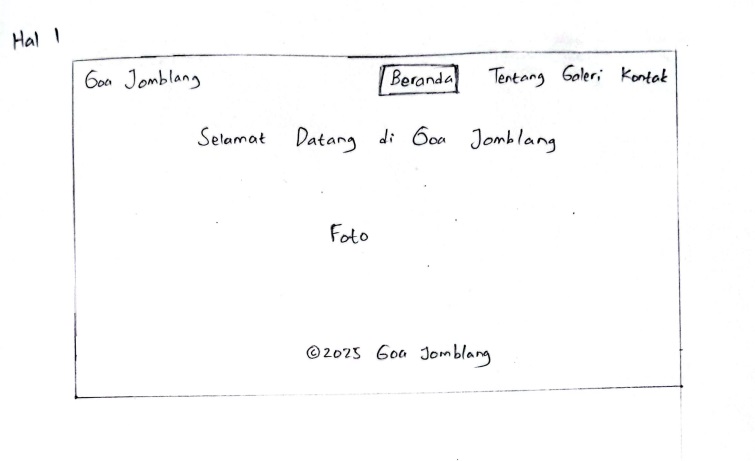 Hal 1
Goa Jomblang Beranda Tentang Galeri Kontak
Selamat Datang di Goa Jomblang
Foto
©2025 Goa Jomblang